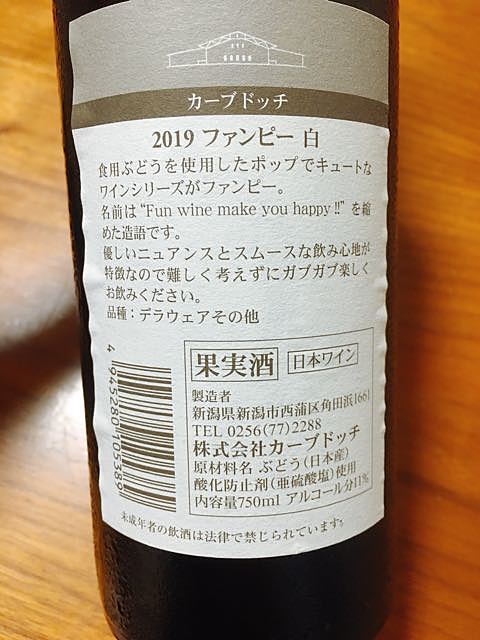 カーブドッチ
2019 ファンピー 白
食用ぶどうを使用したポップでキュートな
ワインシリーズがファンピー。
名前は“Fun wine make you happy!!”を縮
めた造語です。
優しいニュアンスとスムースな飲み心地が
特徴なので難しく考えずにガブガブ楽しく
お飲みください。
品種：デラウェアその他
果実酒 日本ワイン
製造者
新潟県新潟市西蒲区角田浜1661
TEL 0256(77)2288
株式会社カーブドッチ
原材料名 ぶどう(日本産)
酸化防止剤(亜硫酸塩)使用
内容量750ml アルコール分11%
4 945280 105389
未成年者の飲酒は法律で禁じられています。